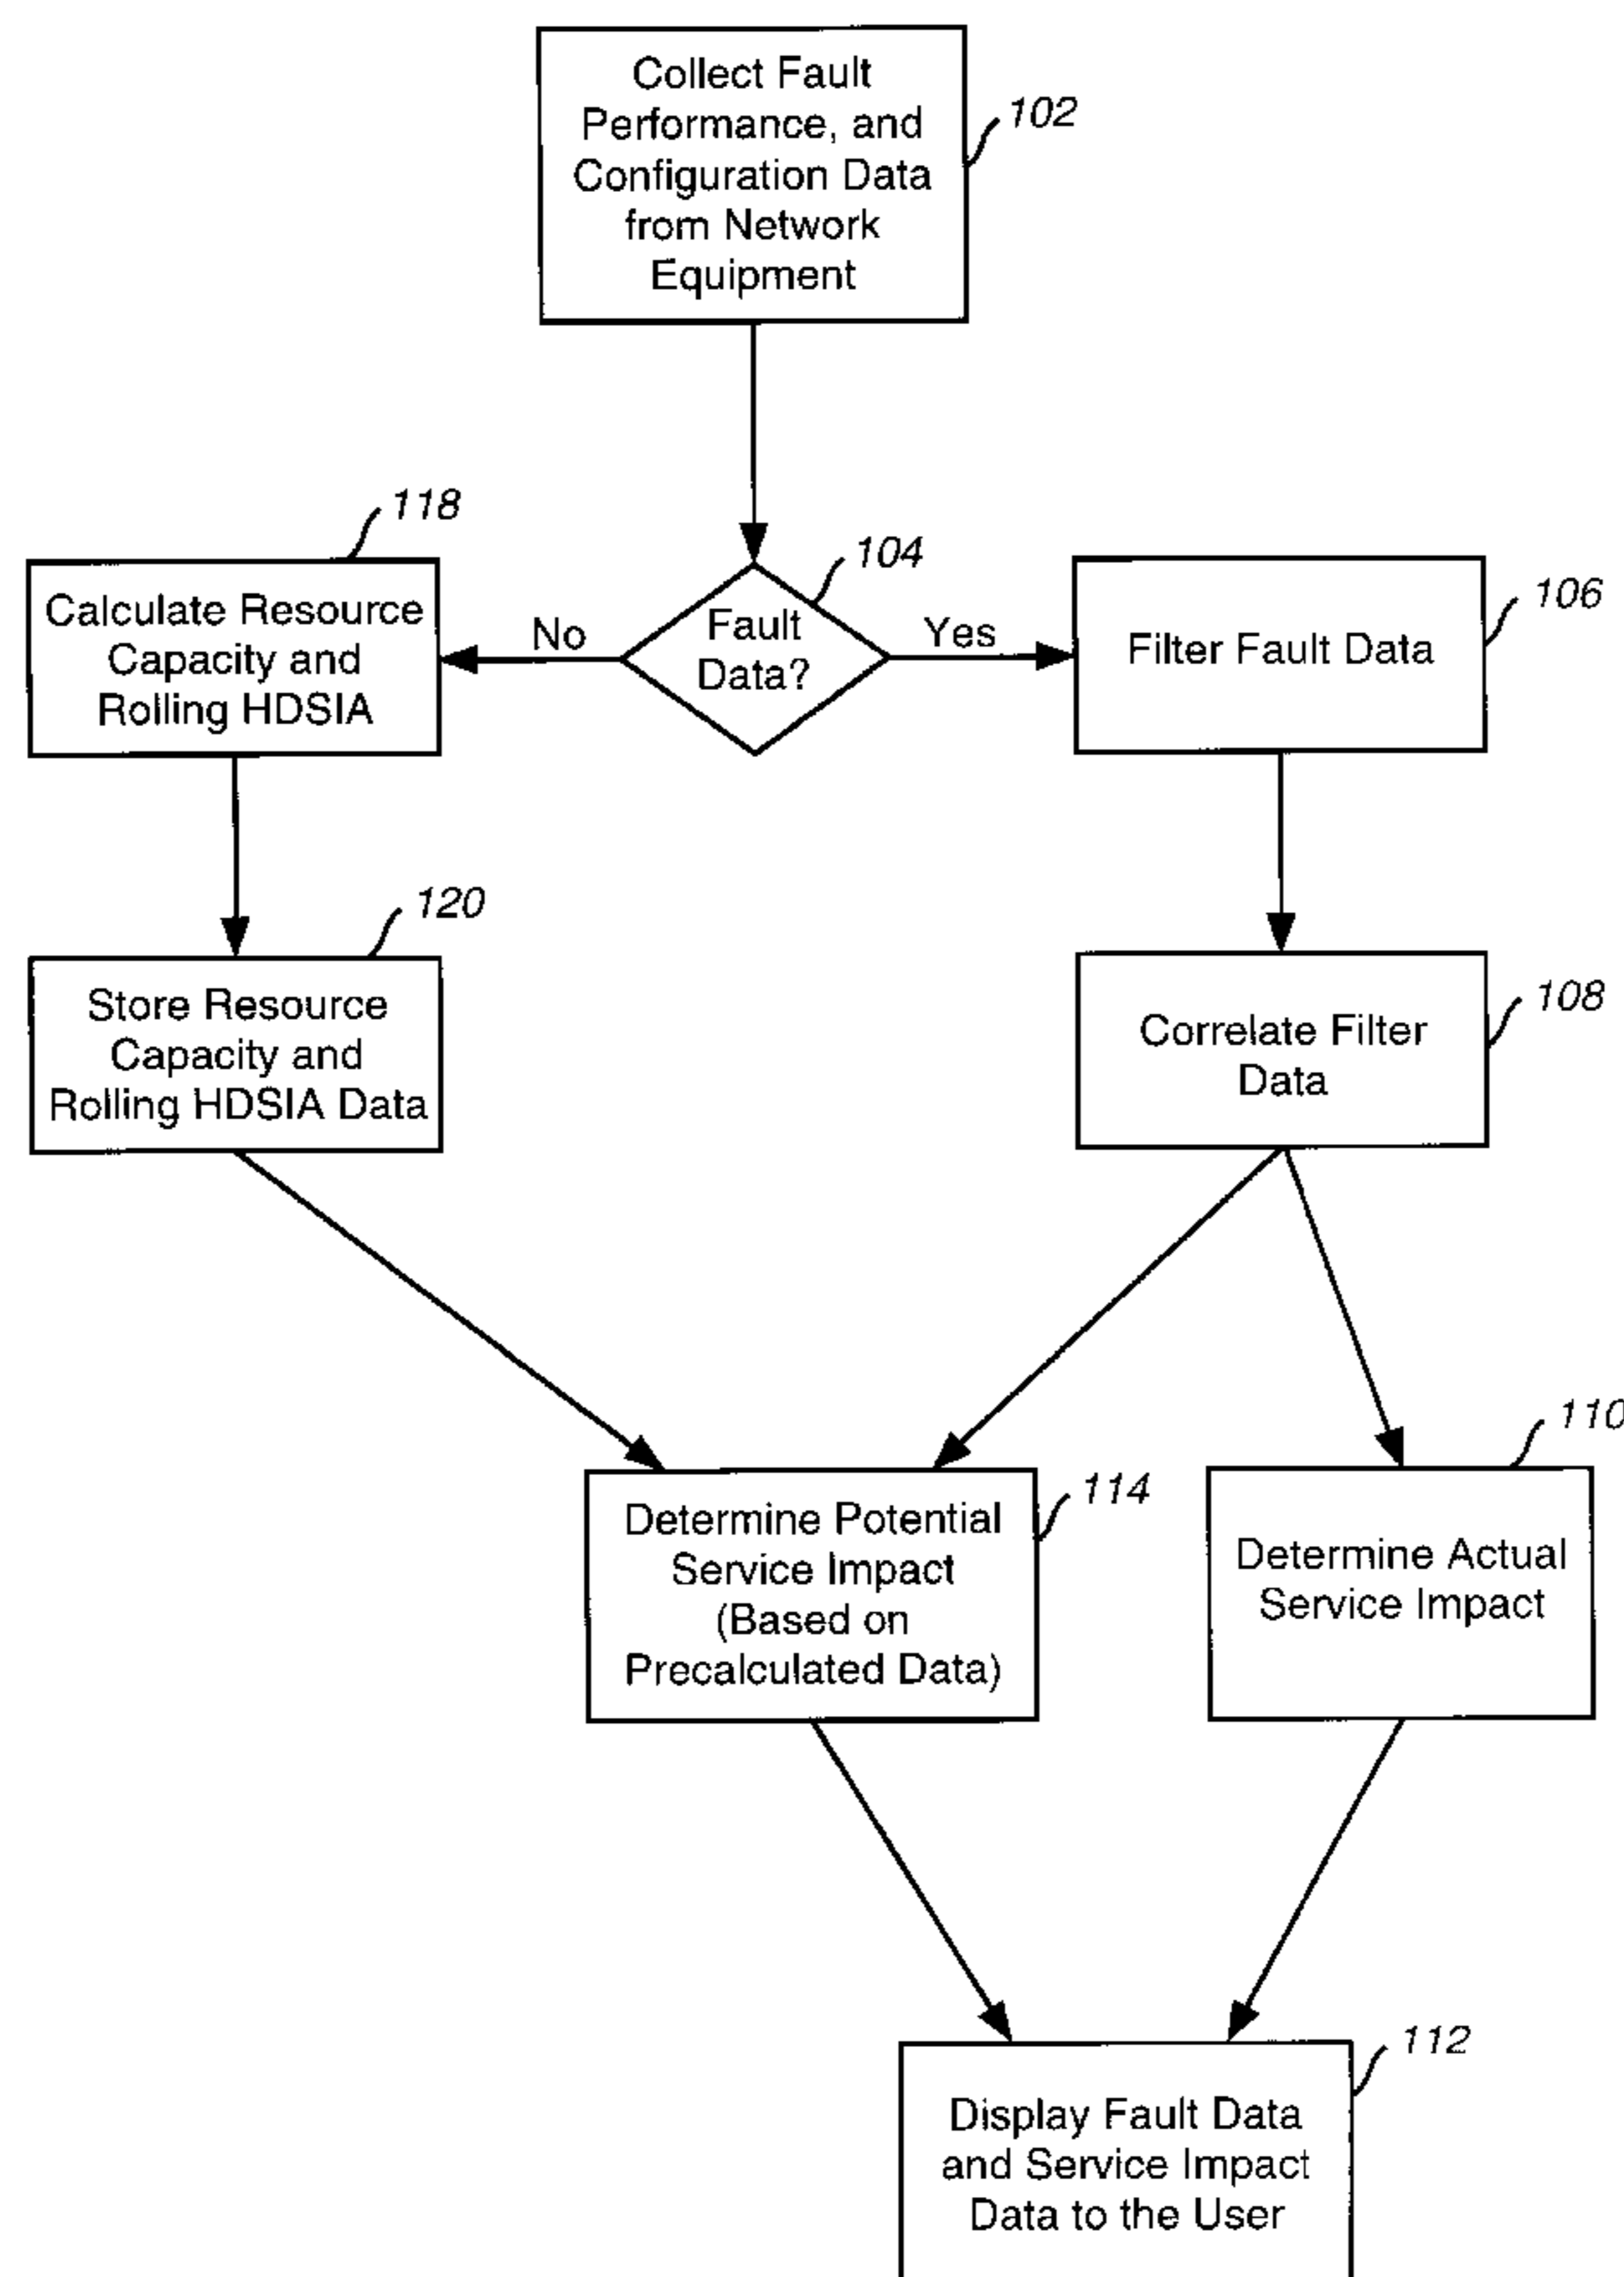 Collect Fault
Performance, and
Configuration Data
from Network
Equipment
102
118
104
Calculate Resource
Capacity and
Rolling HDSIA
No
Fault
Data?
Yes
Filter Fault Data
106
120
Store Resource
Capacity and
Rolling HDSIA Data
Correlate Filter
Data
108
110
114
Determine Potential
Service Impact
(Based on
Precalculated Data)
Determine Actual
Service Impact
112
Display Fault Data
and Service Impact
Data to the User